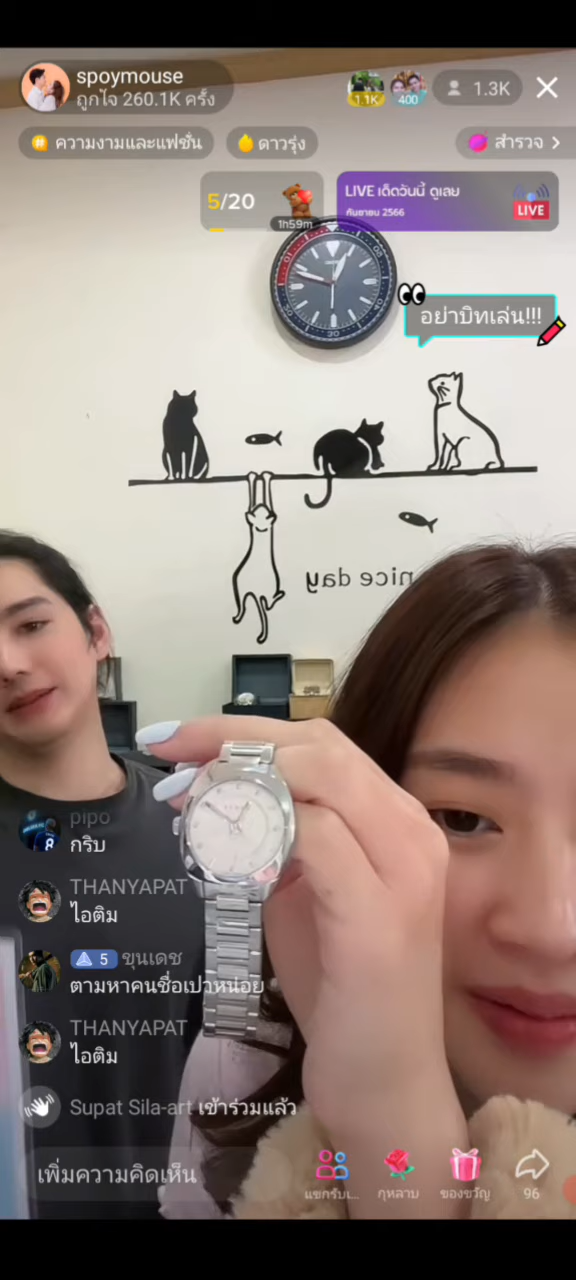 spoymouse
ถูกใจ 260.1K ครั้ง
1.1K
400
1.3K
ความงามและแฟชั่น
ดาวรุ่ง
สำรวจ >
5/20
1h59m
LIVE เด็ดวันนี้ ดูเลย
กันยายน 2566
LIVE
อย่าบิทเล่น!!!
nice day
pipo
กริบ
THANYAPAT
ไอติม
5 ขุนเดช
ตามหาคนชื่อเปาหน่อย
THANYAPAT
ไอติม
Supat Sila-art เข้าร่วมแล้ว
เพิ่มความคิดเห็น
แขกรับเ...
กุหลาบ
ของขวัญ
96